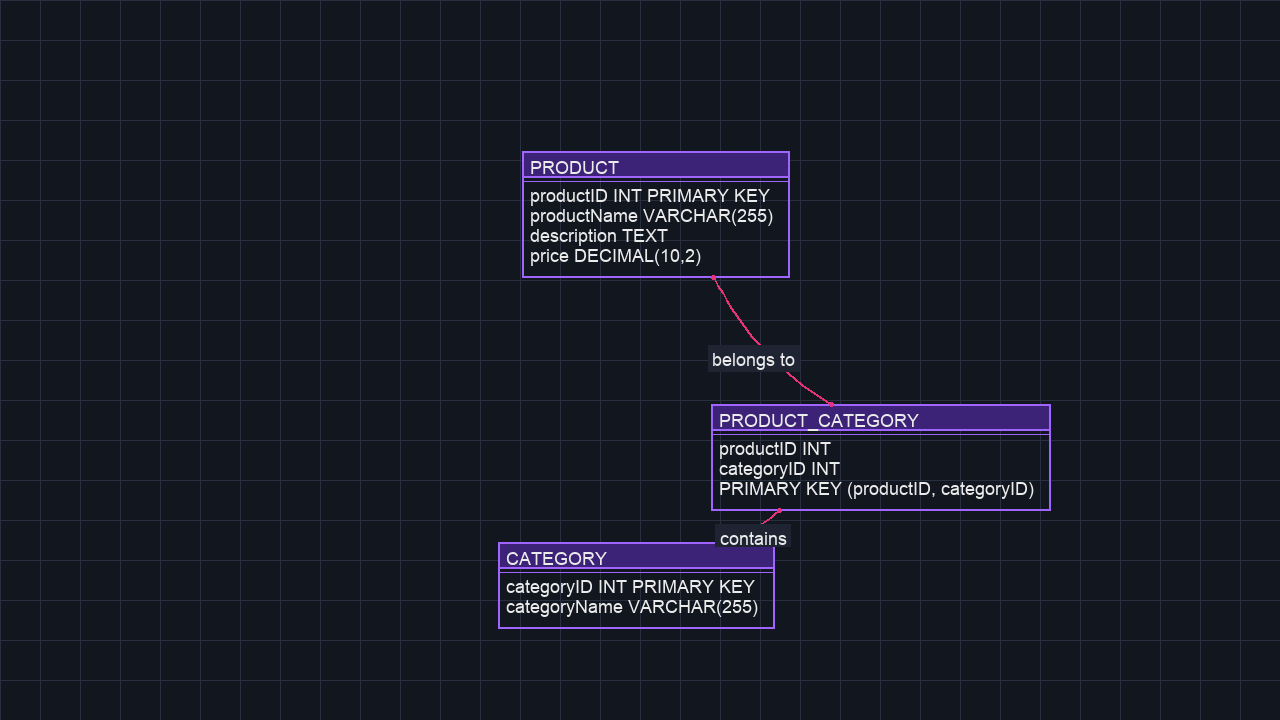 PRODUCT
productID INT PRIMARY KEY
productName VARCHAR(255)
description TEXT
price DECIMAL(10,2)
belongs to
PRODUCT_CATEGORY
productID INT
categoryID INT
PRIMARY KEY (productID, categoryID)
contains
CATEGORY
categoryID INT PRIMARY KEY
categoryName VARCHAR(255)